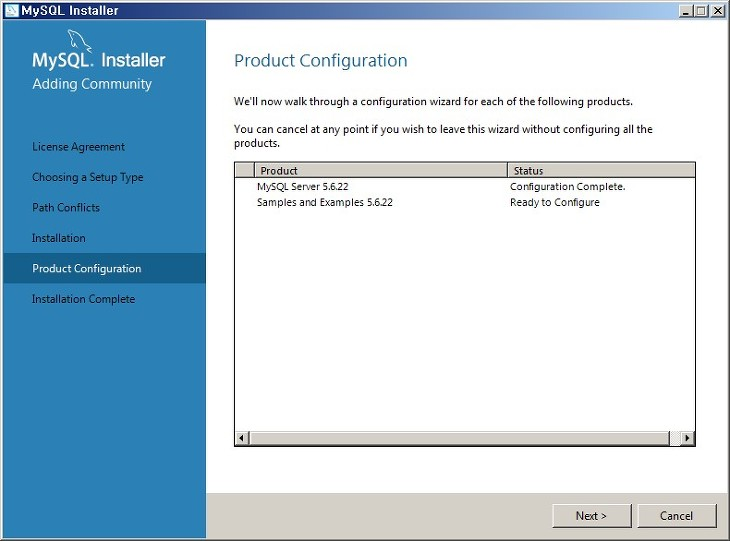 MySQL Installer
MySQL. Installer
Adding Community
License Agreement
Choosing a Setup Type
Path Conflicts
Installation
Product Configuration
Installation Complete
Product Configuration
We'll now walk through a configuration wizard for each of the following products.
You can cancel at any point if you wish to leave this wizard without configuring all the
products.
Product Status
MySQL Server 5.6.22 Configuration Complete.
Samples and Examples 5.6.22 Ready to Configure
Next > Cancel